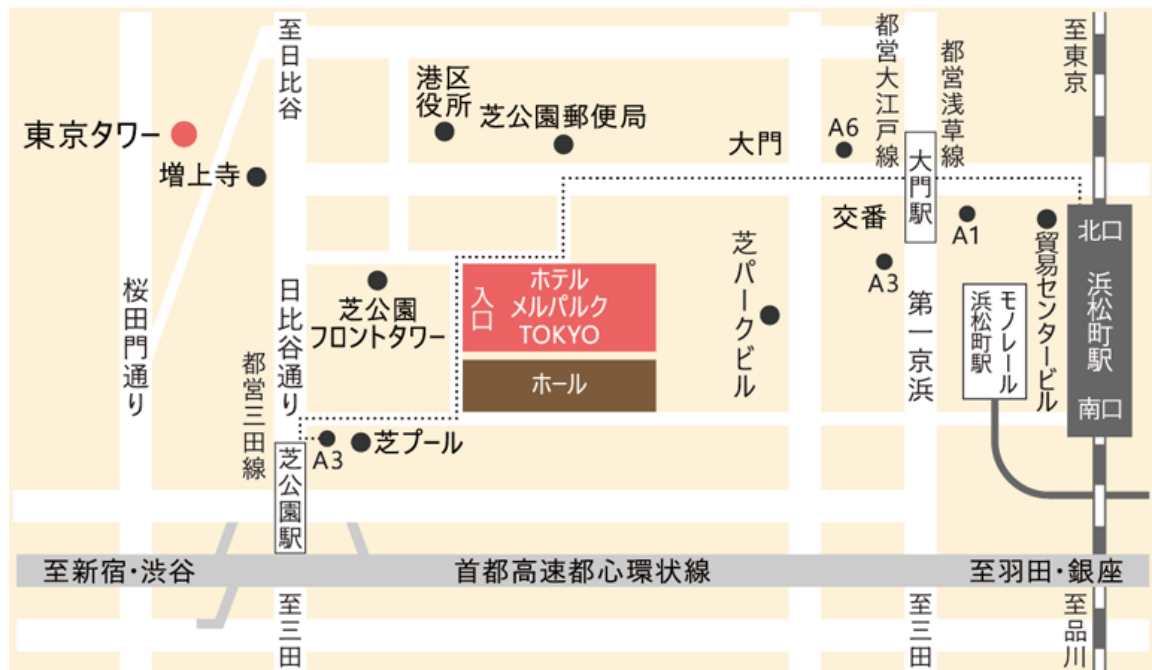 至日比谷
都営大江戸線
都営浅草線
至東京
港区
役所
芝公園郵便局
東京タワー
増上寺
大門
A6
大門駅
交番
A1
A3
北口
浜松町駅
南口
貿易センタービル
モノレール
浜松町駅
芝パークビル
第一京浜
桜田門通り
日比谷通り
都営三田線
芝公園
フロントタワー
入口
ホテル
メルパルク
TOKYO
ホール
A3
芝プール
芝公園駅
至新宿・渋谷
首都高速都心環状線
至羽田・銀座
至三田
至三田
至品川